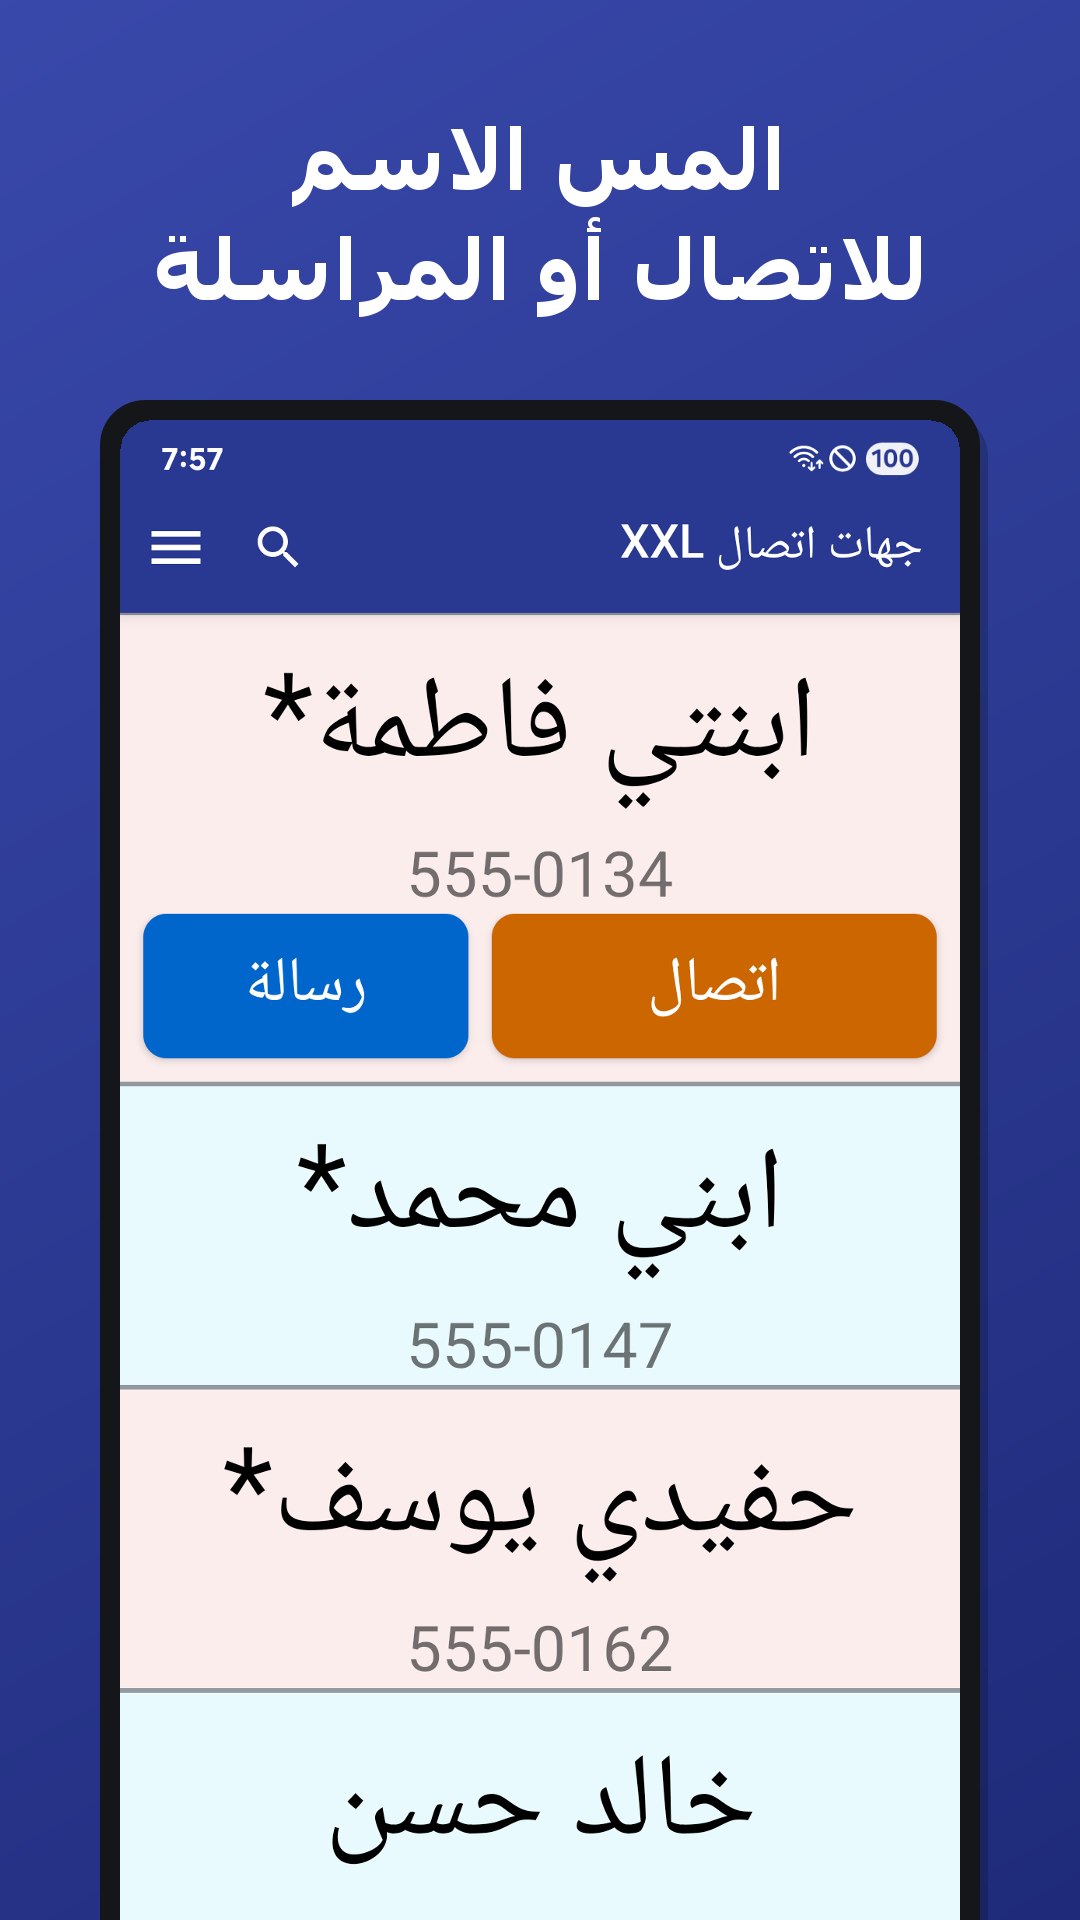 المس الاسم
للاتصال أو المراسلة
7:57
100
جهات اتصال XXL
ابنتي فاطمة*
555-0134
اتصال
رسالة
ابني محمد*
555-0147
حفيدي يوسف*
555-0162
خالد حسن